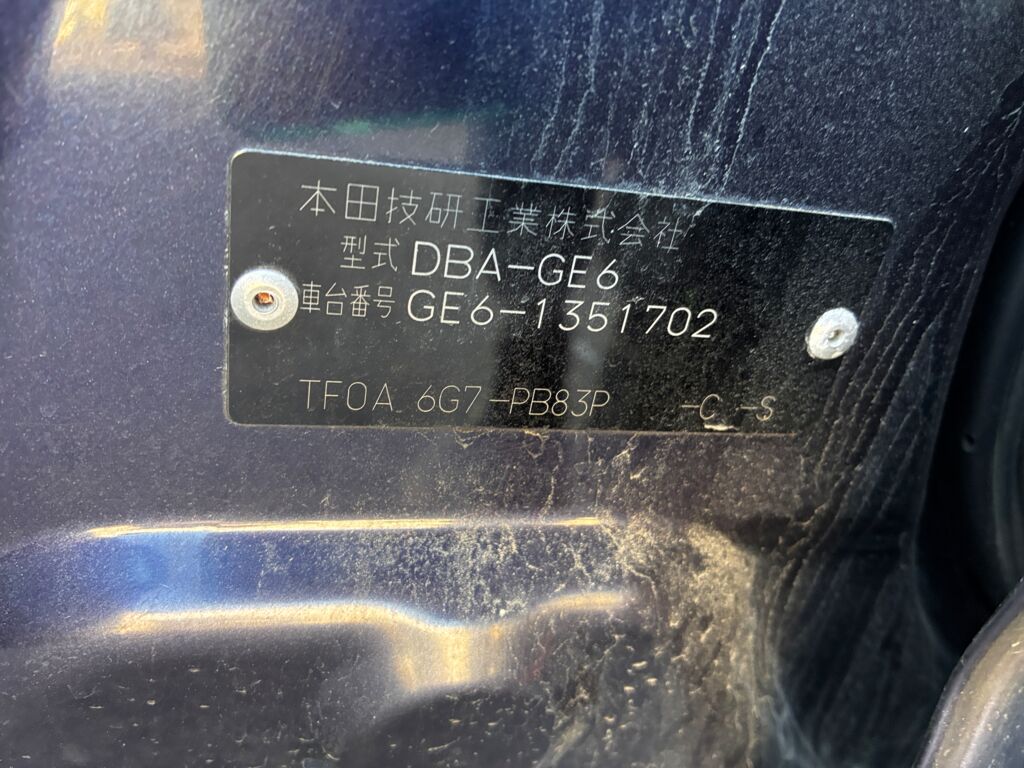 本田技研工業株式会社
型式 DBA-GE6
車台番号 GE6-1351702
TF0A 6G7-PB83P -C -S